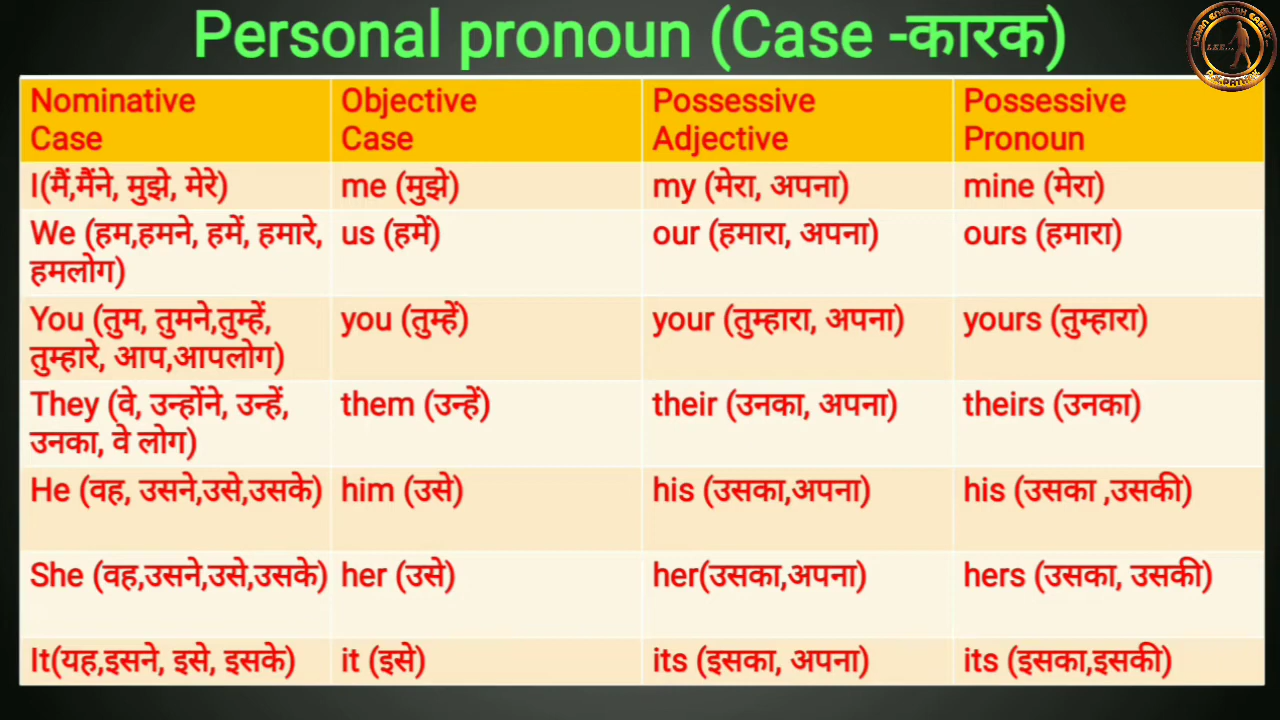 Personal pronoun (Case -कारक)
LEARN ENGLISH EASILY
L.E.E...
Nominative Case
Objective Case
Possessive Adjective
Possessive Pronoun
I(मैं,मैंने, मुझे, मेरे)
me (मुझे)
my (मेरा, अपना)
mine (मेरा)
We (हम,हमने, हमें, हमारे,
हमलोग)
us (हमें)
our (हमारा, अपना)
ours (हमारा)
You (तुम, तुमने,तुम्हें,
तुम्हारे, आप,आपलोग)
you (तुम्हें)
your (तुम्हारा, अपना)
yours (तुम्हारा)
They (वे, उन्होंने, उन्हें,
उनका, वे लोग)
them (उन्हें)
their (उनका, अपना)
theirs (उनका)
He (वह, उसने,उसे,उसके)
him (उसे)
his (उसका,अपना)
his (उसका ,उसकी)
She (वह,उसने,उसे,उसके)
her (उसे)
her(उसका,अपना)
hers (उसका, उसकी)
It(यह,इसने, इसे, इसके)
it (इसे)
its (इसका, अपना)
its (इसका,इसकी)